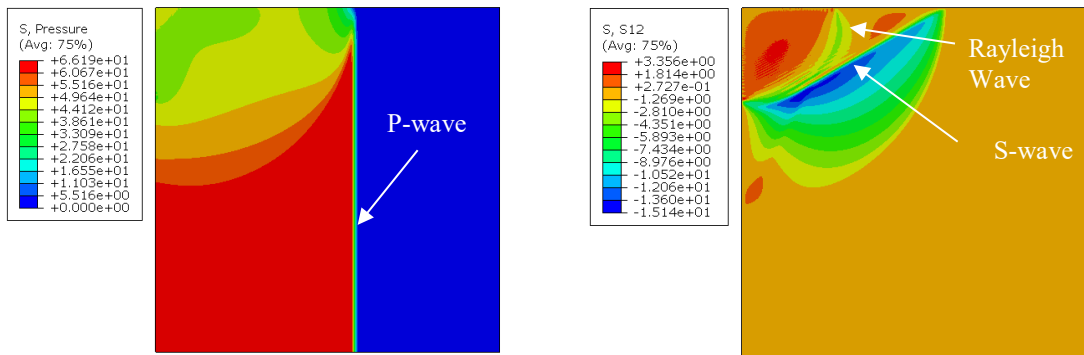 S, Pressure
(Avg: 75%)
+6.619e+01
+6.067e+01
+5.516e+01
+4.964e+01
+4.412e+01
+3.861e+01
+3.309e+01
+2.758e+01
+2.206e+01
+1.655e+01
+1.103e+01
+5.516e+00
+0.000e+00
P-wave
S, S12
(Avg: 75%)
+3.356e+00
+1.814e+00
+2.727e-01
-1.269e+00
-2.810e+00
-4.351e+00
-5.893e+00
-7.434e+00
-8.976e+00
-1.052e+01
-1.206e+01
-1.360e+01
-1.514e+01
Rayleigh
Wave
S-wave